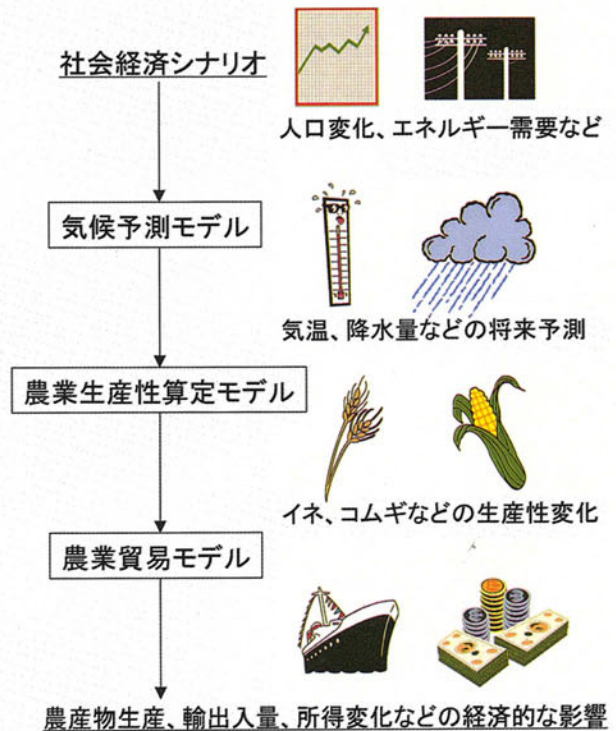 社会経済シナリオ
人口変化、エネルギー需要など
気候予測モデル
気温、降水量などの将来予測
農業生産性算定モデル
イネ、コムギなどの生産性変化
農業貿易モデル
農産物生産、輸出入量、所得変化などの経済的な影響